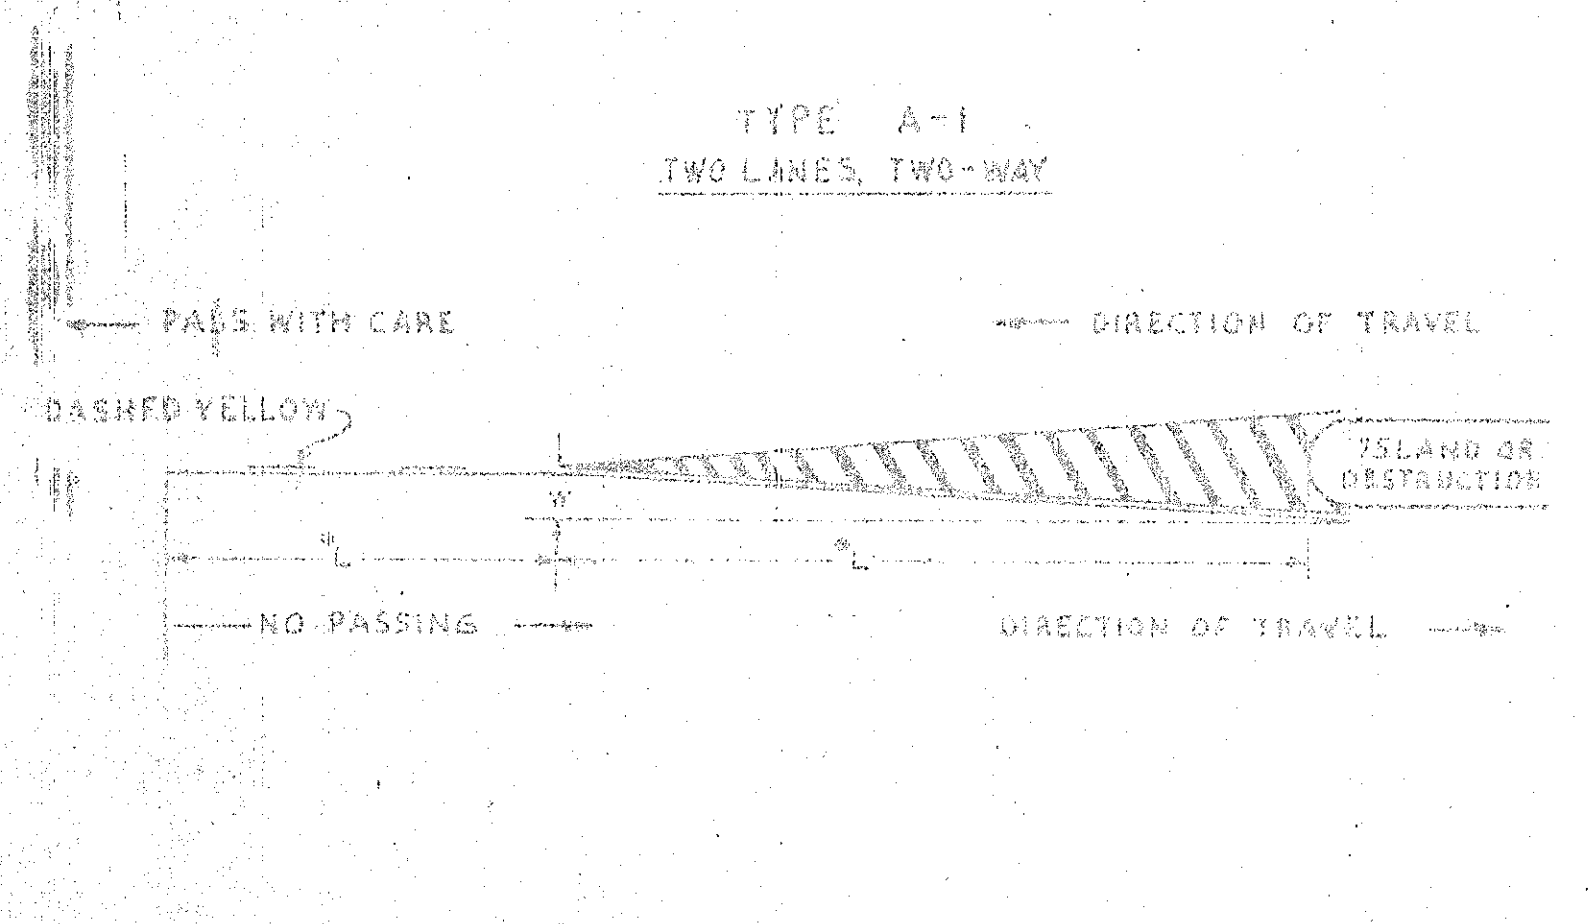 TYPE A-1
TWO LANES, TWO-WAY
PASS WITH CARE
DIRECTION OF TRAVEL
DASHED YELLOW
ISLAND OR
OBSTRUCTION
W
*L
*L
NO PASSING
DIRECTION OF TRAVEL